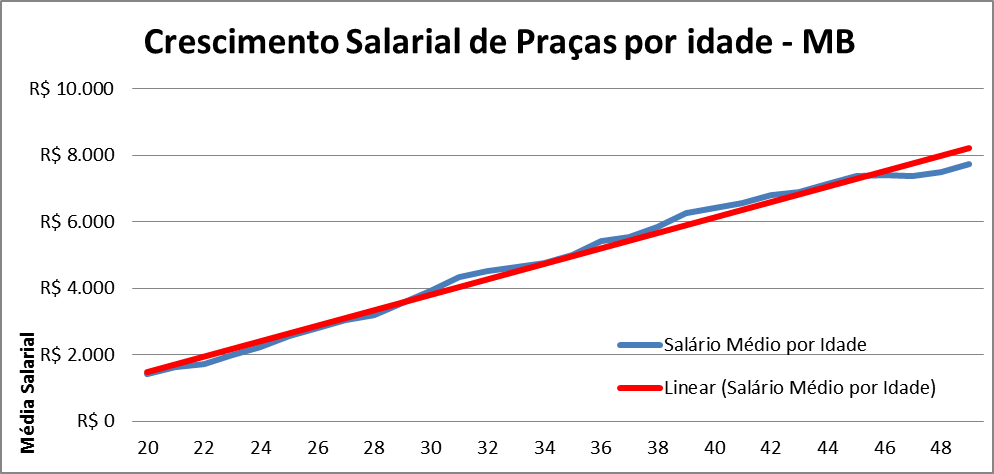 Crescimento Salarial de Praças por idade - MB
R$ 10.000
R$ 8.000
R$ 6.000
R$ 4.000
R$ 2.000
R$ 0
Média Salarial
Salário Médio por Idade
Linear (Salário Médio por Idade)
20 22 24 26 28 30 32 34 36 38 40 42 44 46 48